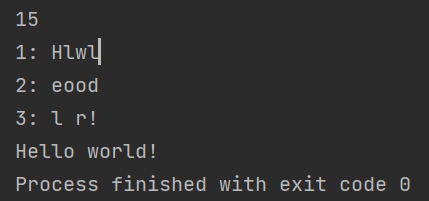 15
1: Hlwl
2: eood
3: l r!
Hello world!
Process finished with exit code 0